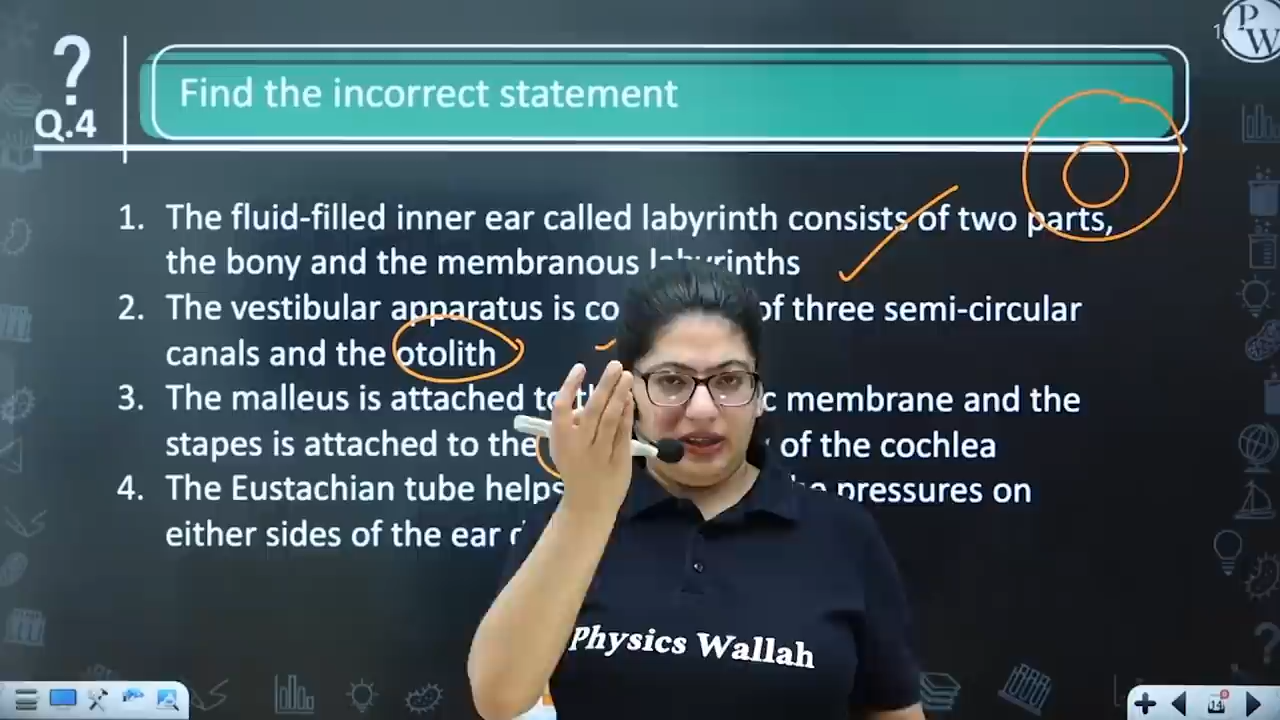 ?
Q.4
Find the incorrect statement
1
P
W
1. The fluid-filled inner ear called labyrinth consists of two parts,
the bony and the membranous labyrinths
2. The vestibular apparatus is of three semi-circular
canals and the otolith
3. The malleus is attached membrane and the
stapes is attached to the of the cochlea
4. The Eustachian tube helps pressures on
either sides of the ear
Physics Wallah
14